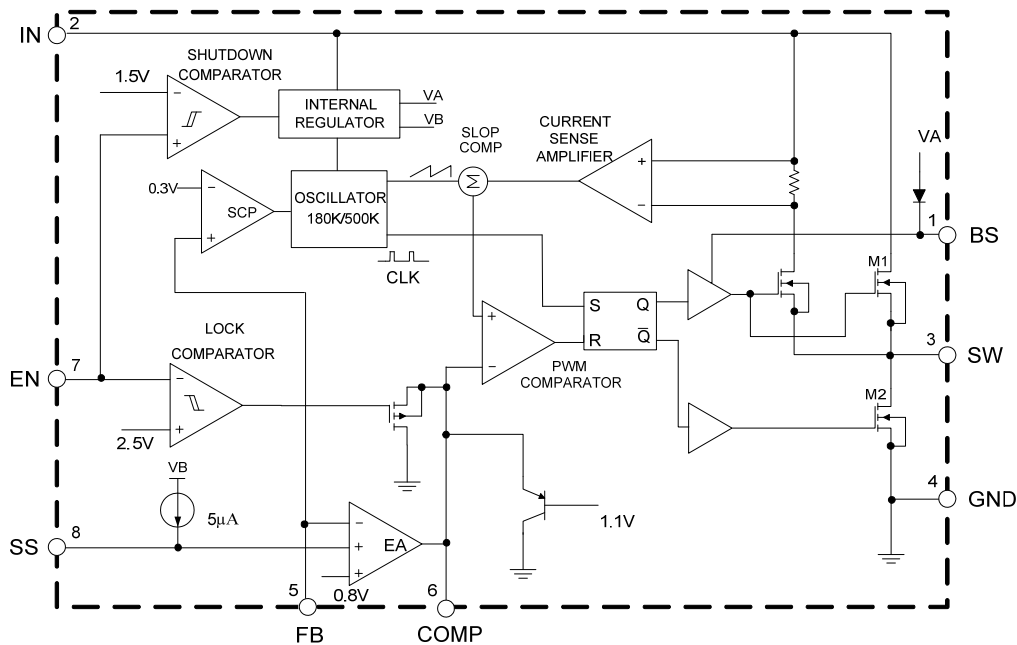 IN
2
SHUTDOWN
COMPARATOR
1.5V
−
+
INTERNAL
REGULATOR
VA
VB
SLOP
COMP
CURRENT
SENSE
AMPLIFIER
+
−
VA
0.3V
−
+
SCP
OSCILLATOR
180K/500K
Σ
CLK
1
BS
M1
S
Q
R
Q̅
+
−
PWM
COMPARATOR
3
SW
LOCK
COMPARATOR
EN
7
−
+
2.5V
M2
VB
5μA
SS
8
−
+
+
EA
0.8V
1.1V
4
GND
5
FB
6
COMP